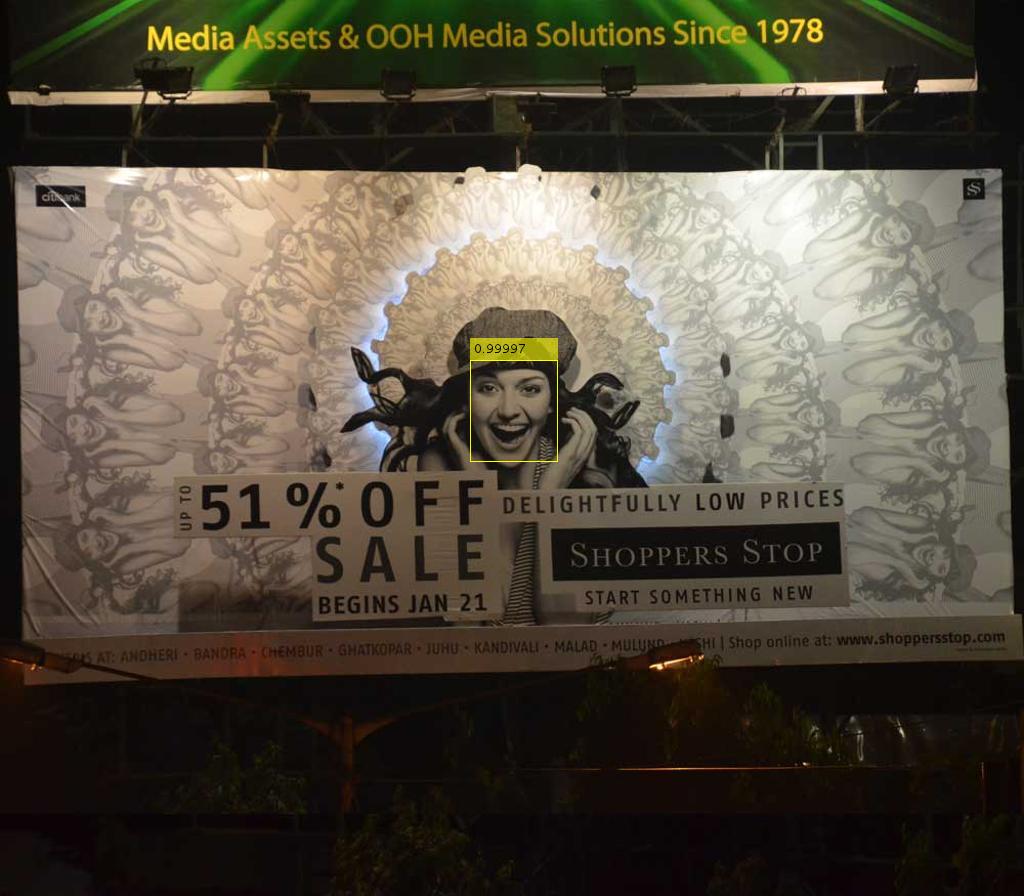 Media Assets & OOH Media Solutions Since 1978
citibank
0.99997
UP TO 51%* OFF
SALE
BEGINS JAN 21
DELIGHTFULLY LOW PRICES
SHOPPERS STOP
START SOMETHING NEW
AT: ANDHERI • BANDRA • CHEMBUR • GHATKOPAR • JUHU • KANDIVALI • MALAD • MULUND • | Shop online at: www.shoppersstop.com